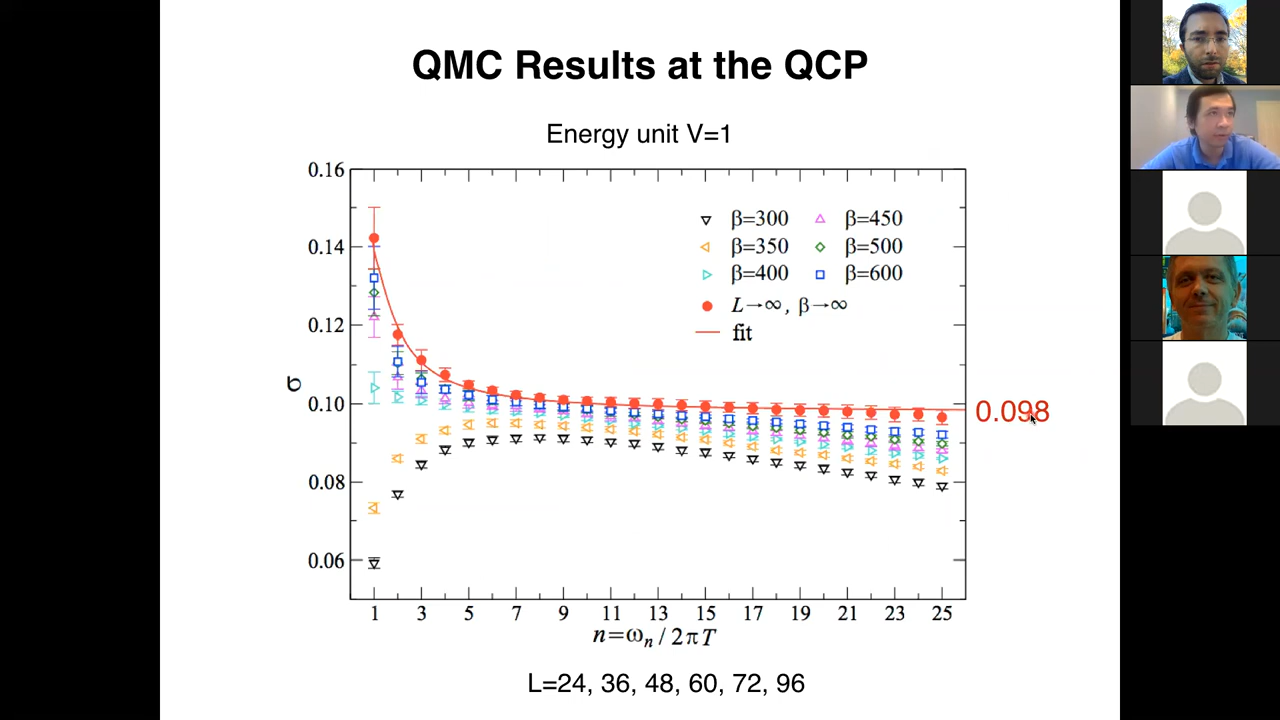 QMC Results at the QCP
Energy unit V=1
0.16
0.14
0.12
0.10
0.08
0.06
σ
β=300
β=450
β=350
β=500
β=400
β=600
L→∞, β→∞
fit
0.098
1 3 5 7 9 11 13 15 17 19 21 23 25
n=ωₙ/2πT
L=24, 36, 48, 60, 72, 96